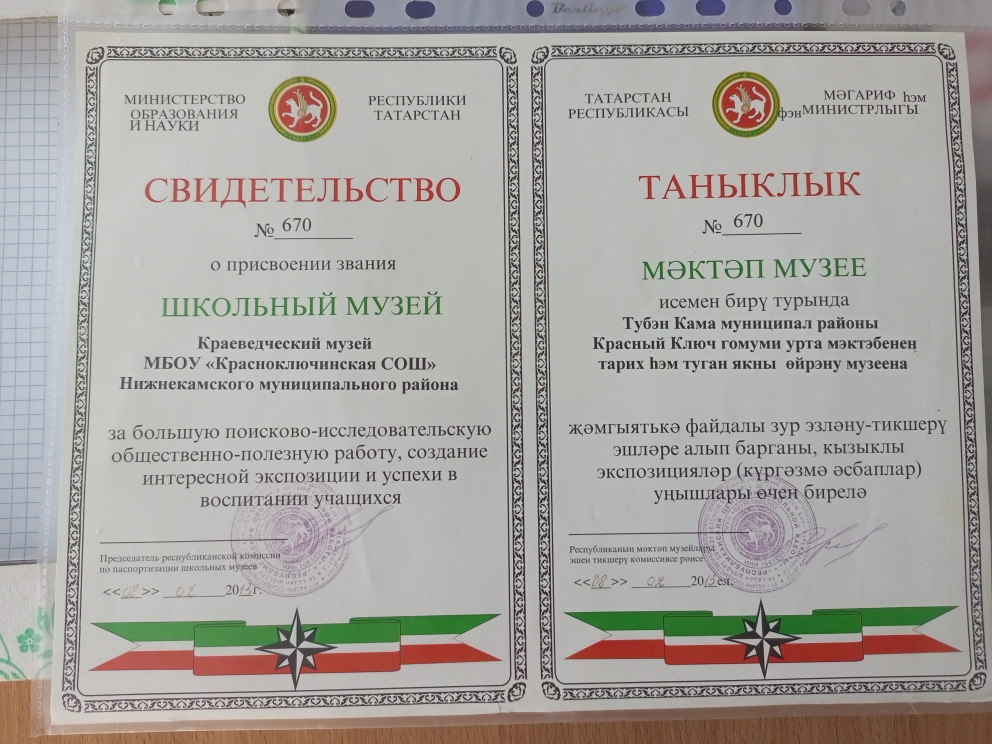 Berlingo
МИНИСТЕРСТВО
ОБРАЗОВАНИЯ
И НАУКИ
РЕСПУБЛИКИ
ТАТАРСТАН
СВИДЕТЕЛЬСТВО
№ 670
о присвоении звания
ШКОЛЬНЫЙ МУЗЕЙ
Краеведческий музей
МБОУ «Красноключинская СОШ»
Нижнекамского муниципального района
за большую поисково-исследовательскую
общественно-полезную работу, создание
интересной экспозиции и успехи в
воспитании учащихся
Председатель республиканской комиссии
по паспортизации школьных музеев
<<08>> 02 2013г.
ТАТАРСТАН
РЕСПУБЛИКАСЫ
МӘГАРИФ һәм
фән МИНИСТРЛЫГЫ
ТАНЫКЛЫК
№ 670
МӘКТӘП МУЗЕЕ
исемен бирү турында
Тубэн Кама муниципал районы
Красный Ключ гомуми урта мәктәбенең
тарих һәм туган якны өйрәнү музеена
җәмгыятькә файдалы зур эзләнү-тикшерү
эшләре алып барганы, кызыклы
экспозицияләр (күргәзмә әсбаплар)
уңышлары өчен бирелә
Республиканың мәктәп музейлары
эшен тикшерү комиссиясе рәисе
<<08>> 02 2013ел.